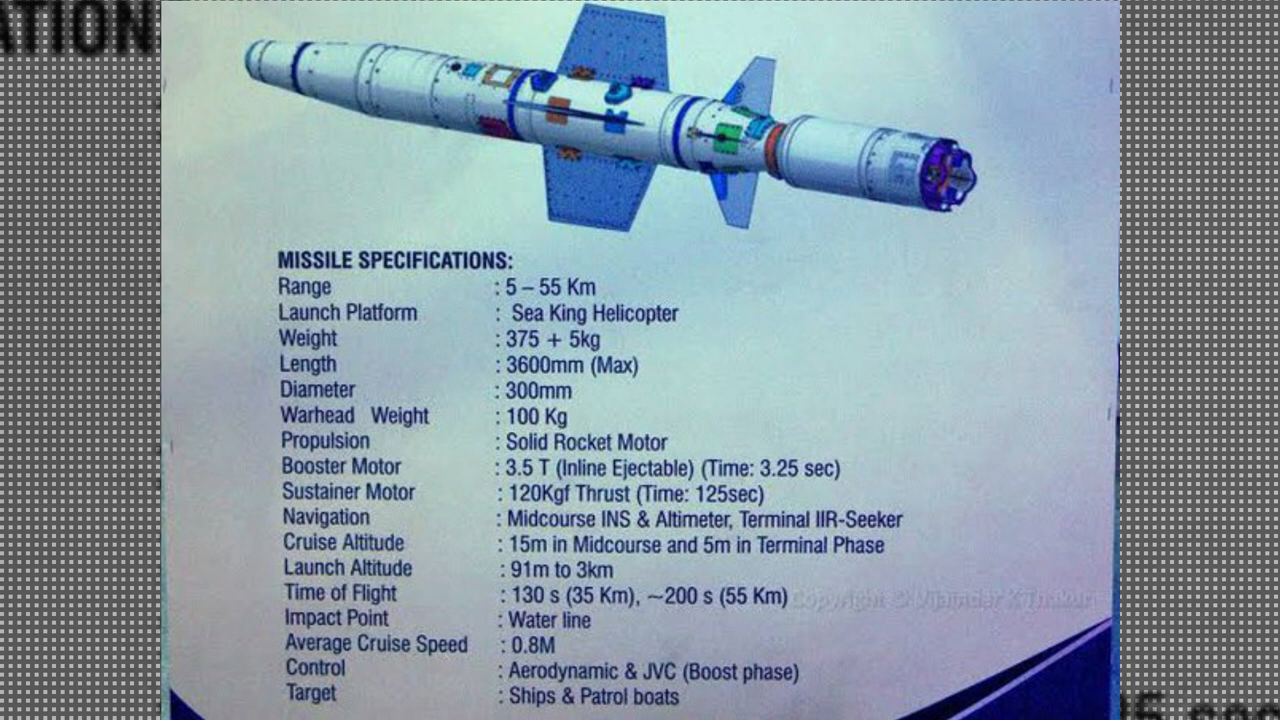 ATION
MISSILE SPECIFICATIONS:
Range : 5 – 55 Km
Launch Platform : Sea King Helicopter
Weight : 375 + 5kg
Length : 3600mm (Max)
Diameter : 300mm
Warhead Weight : 100 Kg
Propulsion : Solid Rocket Motor
Booster Motor : 3.5 T (Inline Ejectable) (Time: 3.25 sec)
Sustainer Motor : 120Kgf Thrust (Time: 125sec)
Navigation : Midcourse INS & Altimeter, Terminal IIR-Seeker
Cruise Altitude : 15m in Midcourse and 5m in Terminal Phase
Launch Altitude : 91m to 3km
Time of Flight : 130 s (35 Km), ~200 s (55 Km)
Copyright ©
Impact Point : Water line
Average Cruise Speed : 0.8M
Control : Aerodynamic & JVC (Boost phase)
Target : Ships & Patrol boats